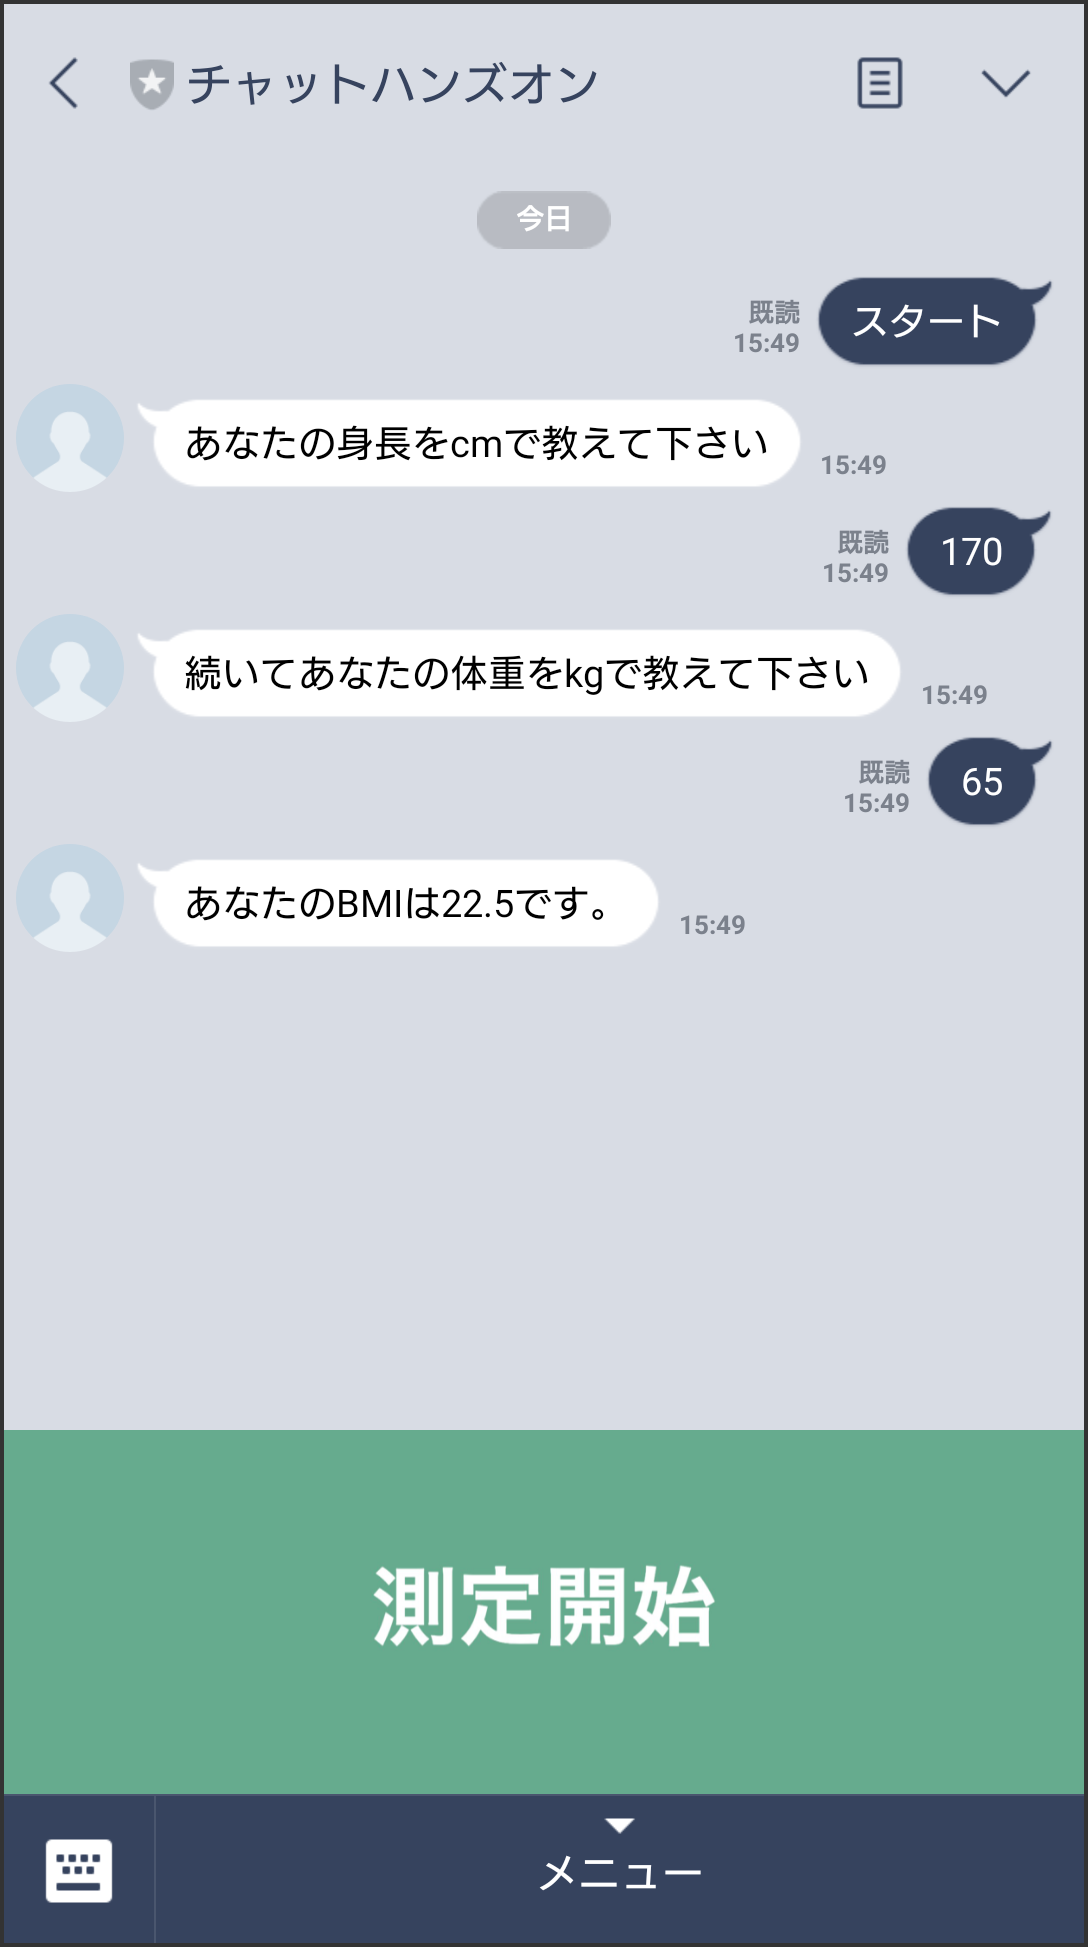 チャットハンズオン
今日
既読
15:49
スタート
あなたの身長をcmで教えて下さい
15:49
既読
15:49
170
続いてあなたの体重をkgで教えて下さい
15:49
既読
15:49
65
あなたのBMIは22.5です。
15:49
測定開始
メニュー